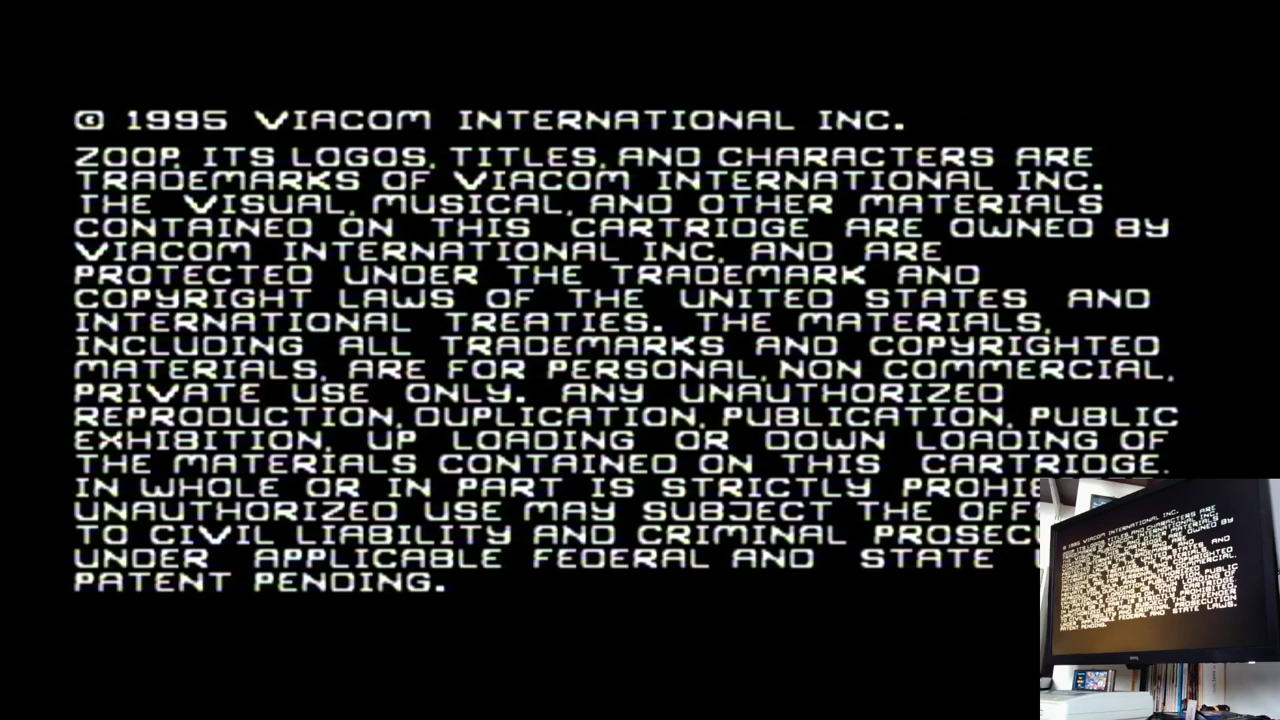 © 1995 VIACOM INTERNATIONAL INC.
ZOOP, ITS LOGOS, TITLES, AND CHARACTERS ARE
TRADEMARKS OF VIACOM INTERNATIONAL INC.
THE VISUAL, MUSICAL, AND OTHER MATERIALS
CONTAINED ON THIS CARTRIDGE ARE OWNED BY
VIACOM INTERNATIONAL INC, AND ARE
PROTECTED UNDER THE TRADEMARK AND
COPYRIGHT LAWS OF THE UNITED STATES AND
INTERNATIONAL TREATIES. THE MATERIALS,
INCLUDING ALL TRADEMARKS AND COPYRIGHTED
MATERIALS, ARE FOR PERSONAL, NON COMMERCIAL,
PRIVATE USE ONLY. ANY UNAUTHORIZED
REPRODUCTION, DUPLICATION, PUBLICATION, PUBLIC
EXHIBITION, UP LOADING OR DOWN LOADING OF
THE MATERIALS CONTAINED ON THIS CARTRIDGE,
IN WHOLE OR IN PART IS STRICTLY PROHIB
UNAUTHORIZED USE MAY SUBJECT THE OFFE
TO CIVIL LIABILITY AND CRIMINAL PROSEC
UNDER APPLICABLE FEDERAL AND STATE
PATENT PENDING.